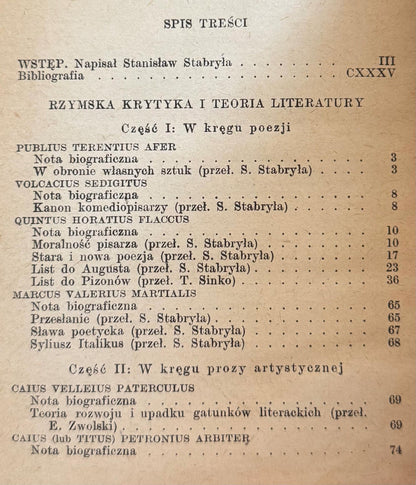 SPIS TREŚCI
WSTĘP. Napisał Stanisław Stabryła . . . . . . . . . . . III
Bibliografia . . . . . . . . . . . . . . . . . . CXXXV
RZYMSKA KRYTYKA I TEORIA LITERATURY
Część I: W kręgu poezji
PUBLIUS TERENTIUS AFER
Nota biograficzna . . . . . . . . . . . . . . . 3
W obronie własnych sztuk (przeł. S. Stabryła) . . . . 3
VOLCACIUS SEDIGITUS
Nota biograficzna . . . . . . . . . . . . . . . 8
Kanon komediopisarzy (przeł. S. Stabryła) . . . . . 8
QUINTUS HORATIUS FLACCUS
Nota biograficzna . . . . . . . . . . . . . . . 10
Moralność pisarza (przeł. S. Stabryła) . . . . . . . 10
Stara i nowa poezja (przeł. S. Stabryła) . . . . . . 17
List do Augusta (przeł. S. Stabryła) . . . . . . . . 23
List do Pizonów (przeł. T. Sinko) . . . . . . . . . 36
MARCUS VALERIUS MARTIALIS
Nota biograficzna . . . . . . . . . . . . . . . 65
Przesłanie (przeł. S. Stabryła) . . . . . . . . . . 65
Sława poetycka (przeł. S. Stabryła) . . . . . . . . 67
Syliusz Italikus (przeł. S. Stabryła) . . . . . . . . 68
Część II: W kręgu prozy artystycznej
CAIUS VELLEIUS PATERCULUS
Nota biograficzna . . . . . . . . . . . . . . . 69
Teoria rozwoju i upadku gatunków literackich (przeł.
E. Zwolski) . . . . . . . . . . . . . . . . . 69
CAIUS (lub TITUS) PETRONIUS ARBITER
Nota biograficzna . . . . . . . . . . . . . . . 74